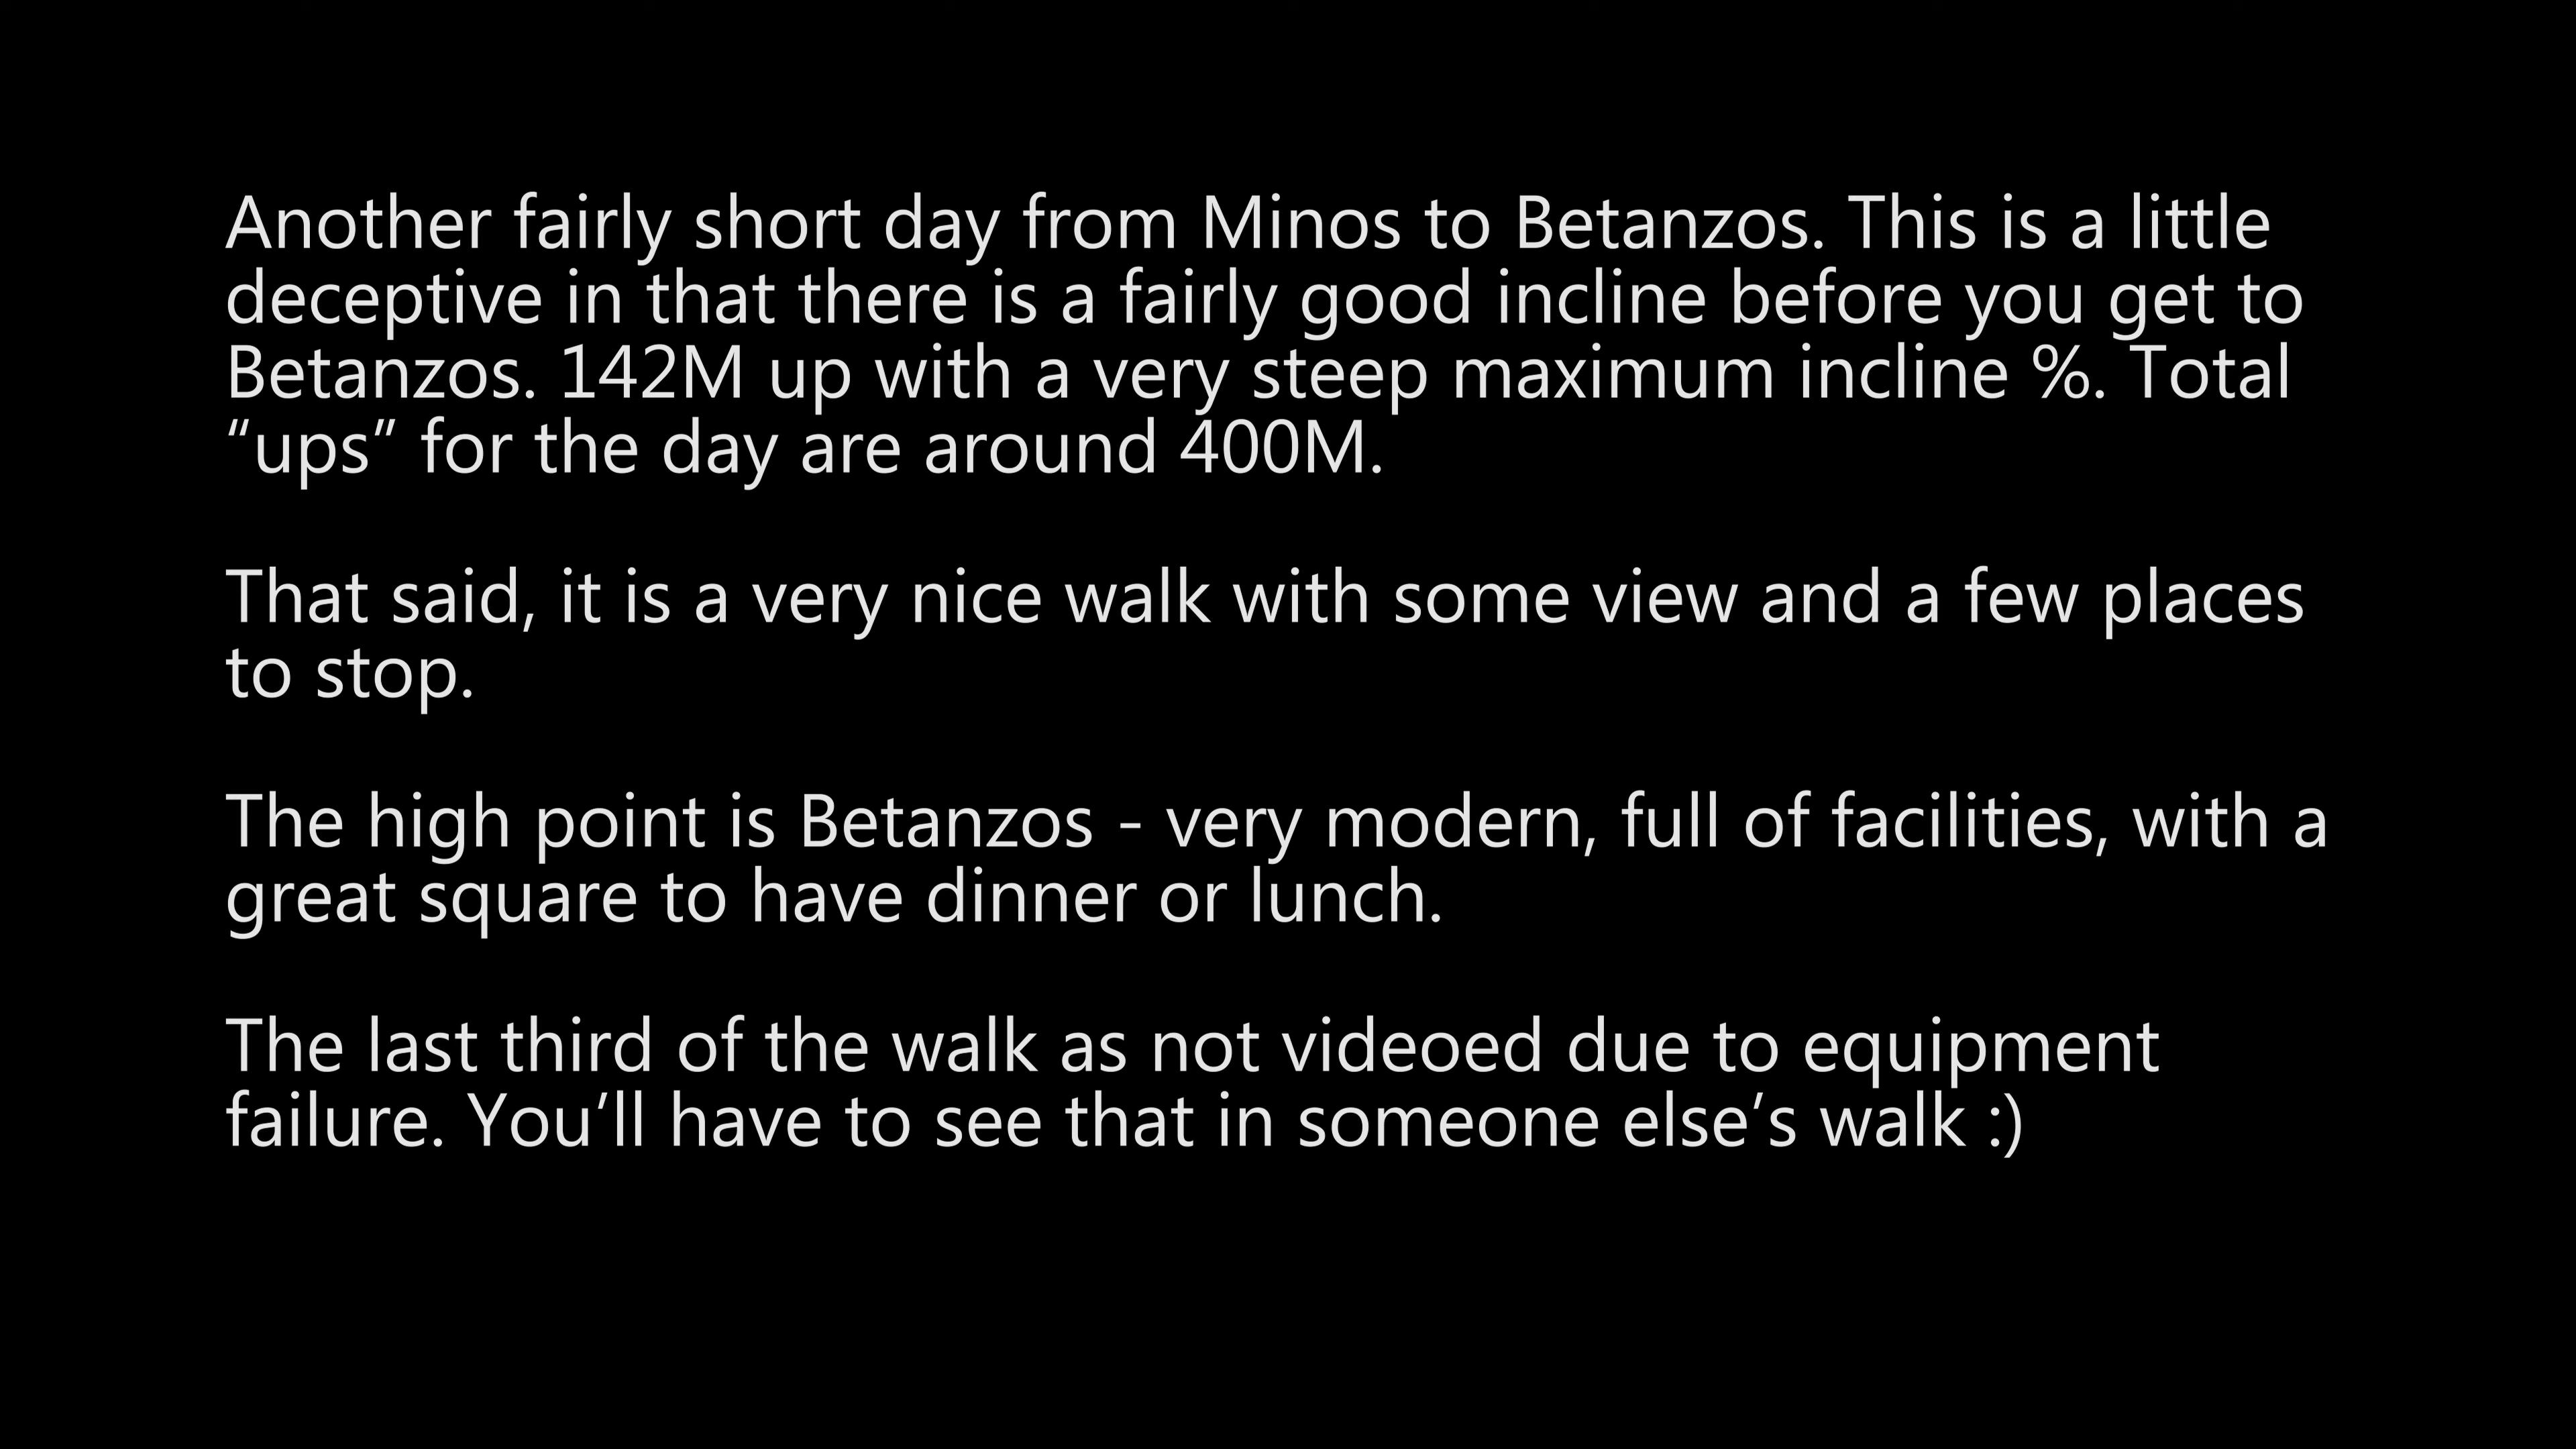 Another fairly short day from Minos to Betanzos. This is a little
deceptive in that there is a fairly good incline before you get to
Betanzos. 142M up with a very steep maximum incline %. Total
“ups” for the day are around 400M.
That said, it is a very nice walk with some view and a few places
to stop.
The high point is Betanzos - very modern, full of facilities, with a
great square to have dinner or lunch.
The last third of the walk as not videoed due to equipment
failure. You’ll have to see that in someone else’s walk :)